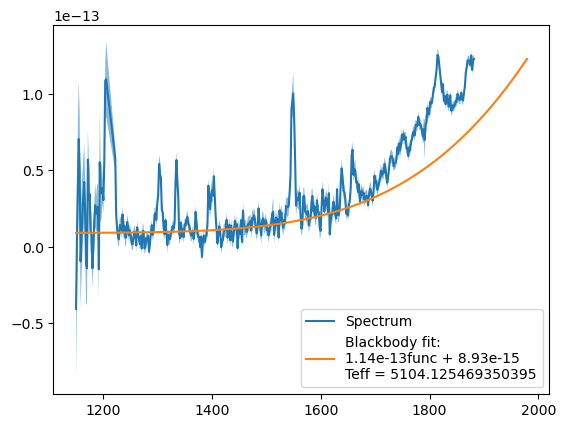 1e−13
1.0
0.5
0.0
−0.5
1200
1400
1600
1800
2000
Spectrum
Blackbody fit:
1.14e-13func + 8.93e-15
Teff = 5104.125469350395